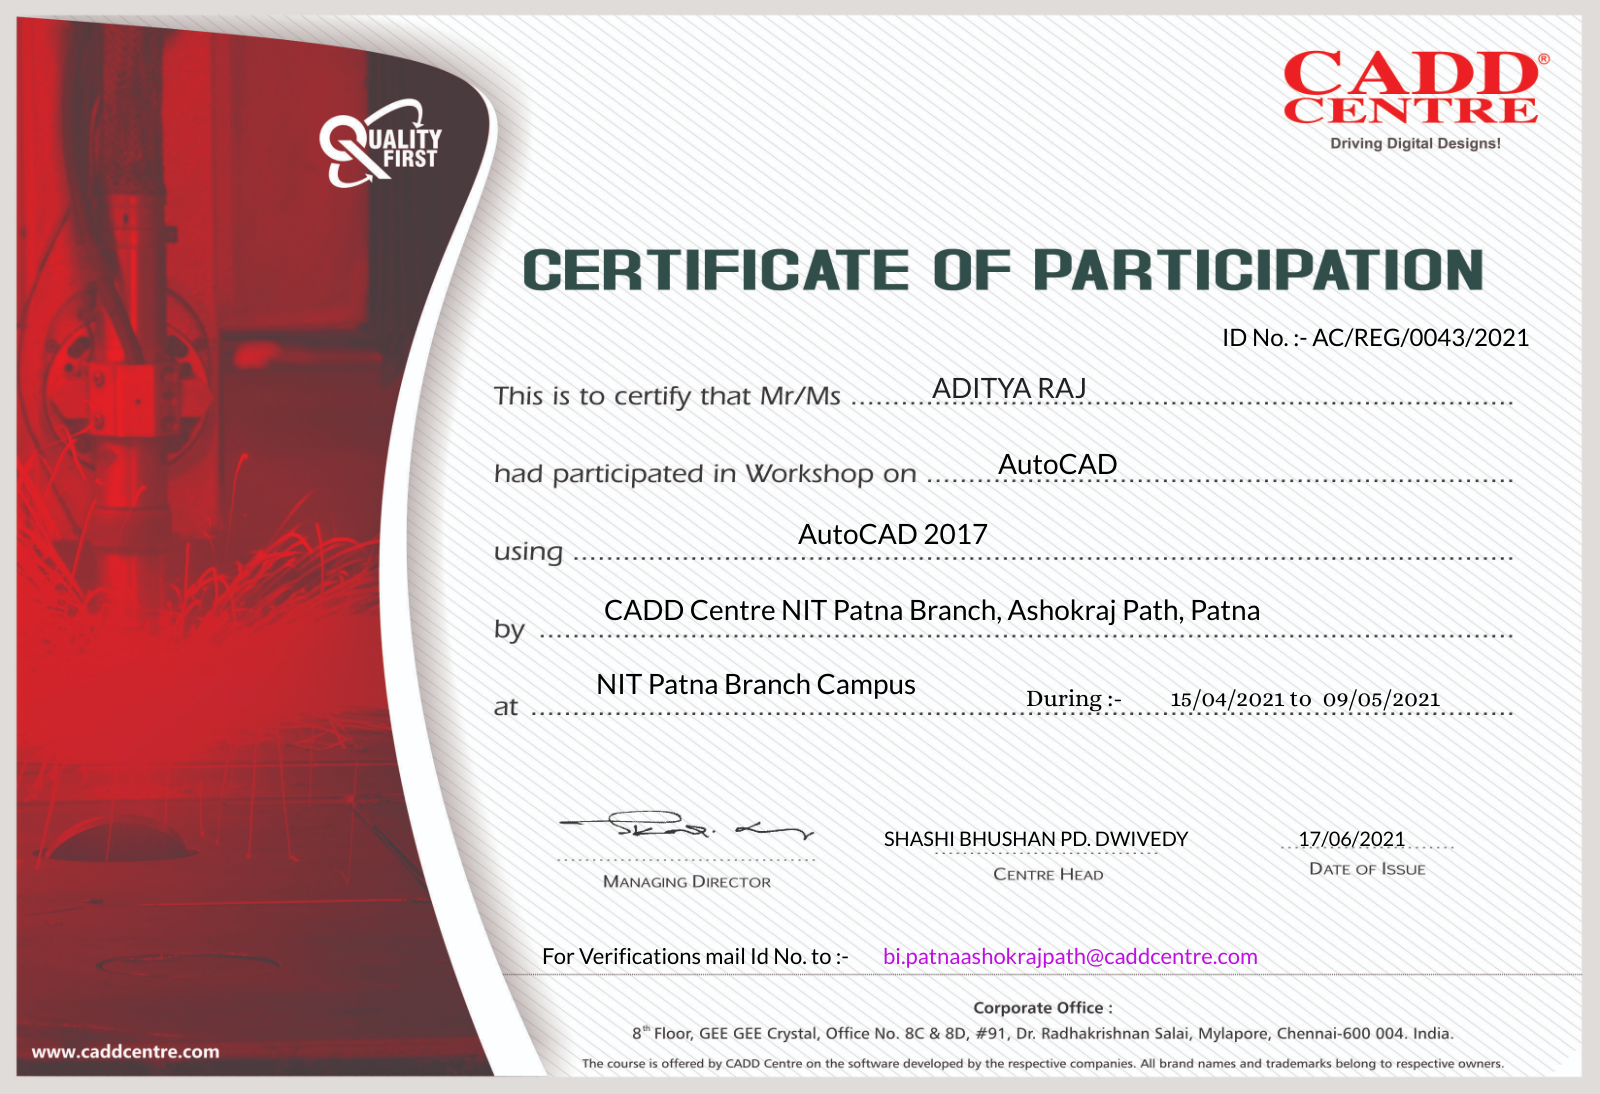 QUALITY
FIRST
CADD®
CENTRE
Driving Digital Designs!
CERTIFICATE OF PARTICIPATION
ID No. :- AC/REG/0043/2021
This is to certify that Mr/Ms ADITYA RAJ
had participated in Workshop on AutoCAD
using AutoCAD 2017
by CADD Centre NIT Patna Branch, Ashokraj Path, Patna
at NIT Patna Branch Campus During :- 15/04/2021 to 09/05/2021
SHASHI BHUSHAN PD. DWIVEDY 17/06/2021
MANAGING DIRECTOR CENTRE HEAD DATE OF ISSUE
For Verifications mail Id No. to :- bi.patnaashokrajpath@caddcentre.com
Corporate Office :
8th Floor, GEE GEE Crystal, Office No. 8C & 8D, #91, Dr. Radhakrishnan Salai, Mylapore, Chennai-600 004. India.
www.caddcentre.com
The course is offered by CADD Centre on the software developed by the respective companies. All brand names and trademarks belong to respective owners.